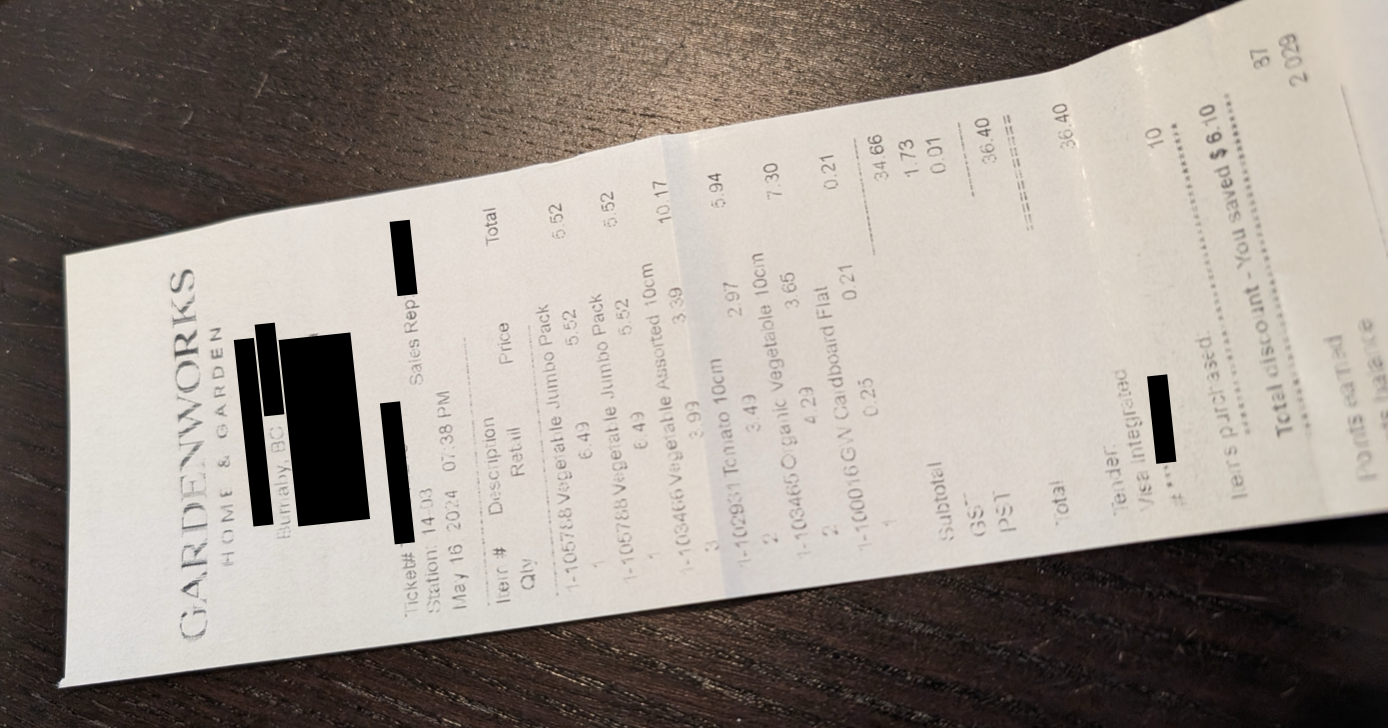 GARDENWORKS
HOME & GARDEN
Burnaby, BC
Ticket#
Station: 14-03 Sales Rep
May 16 2024 07:38 PM
Item # Description Total
Qty Retail Price
1-105788 Vegetable Jumbo Pack
1 6.49 5.52 5.52
1-105788 Vegetable Jumbo Pack
1 6.49 5.52 5.52
1-103466 Vegetable Assorted 10cm
3 3.99 3.39 10.17
1-102931 Tomato 10cm
2 3.49 2.97 5.94
1-103465 Organic Vegetable 10cm
2 4.29 3.65 7.30
1-100016 GW Cardboard Flat
1 0.25 0.21 0.21
Subtotal 34.66
GST 1.73
PST 0.01
Total 36.40
Total 36.40
Tender:
Visa Integrated
# **
Items purchased: 10
Total discount - You saved $ 6.10
Points earned 87
balance 2 029